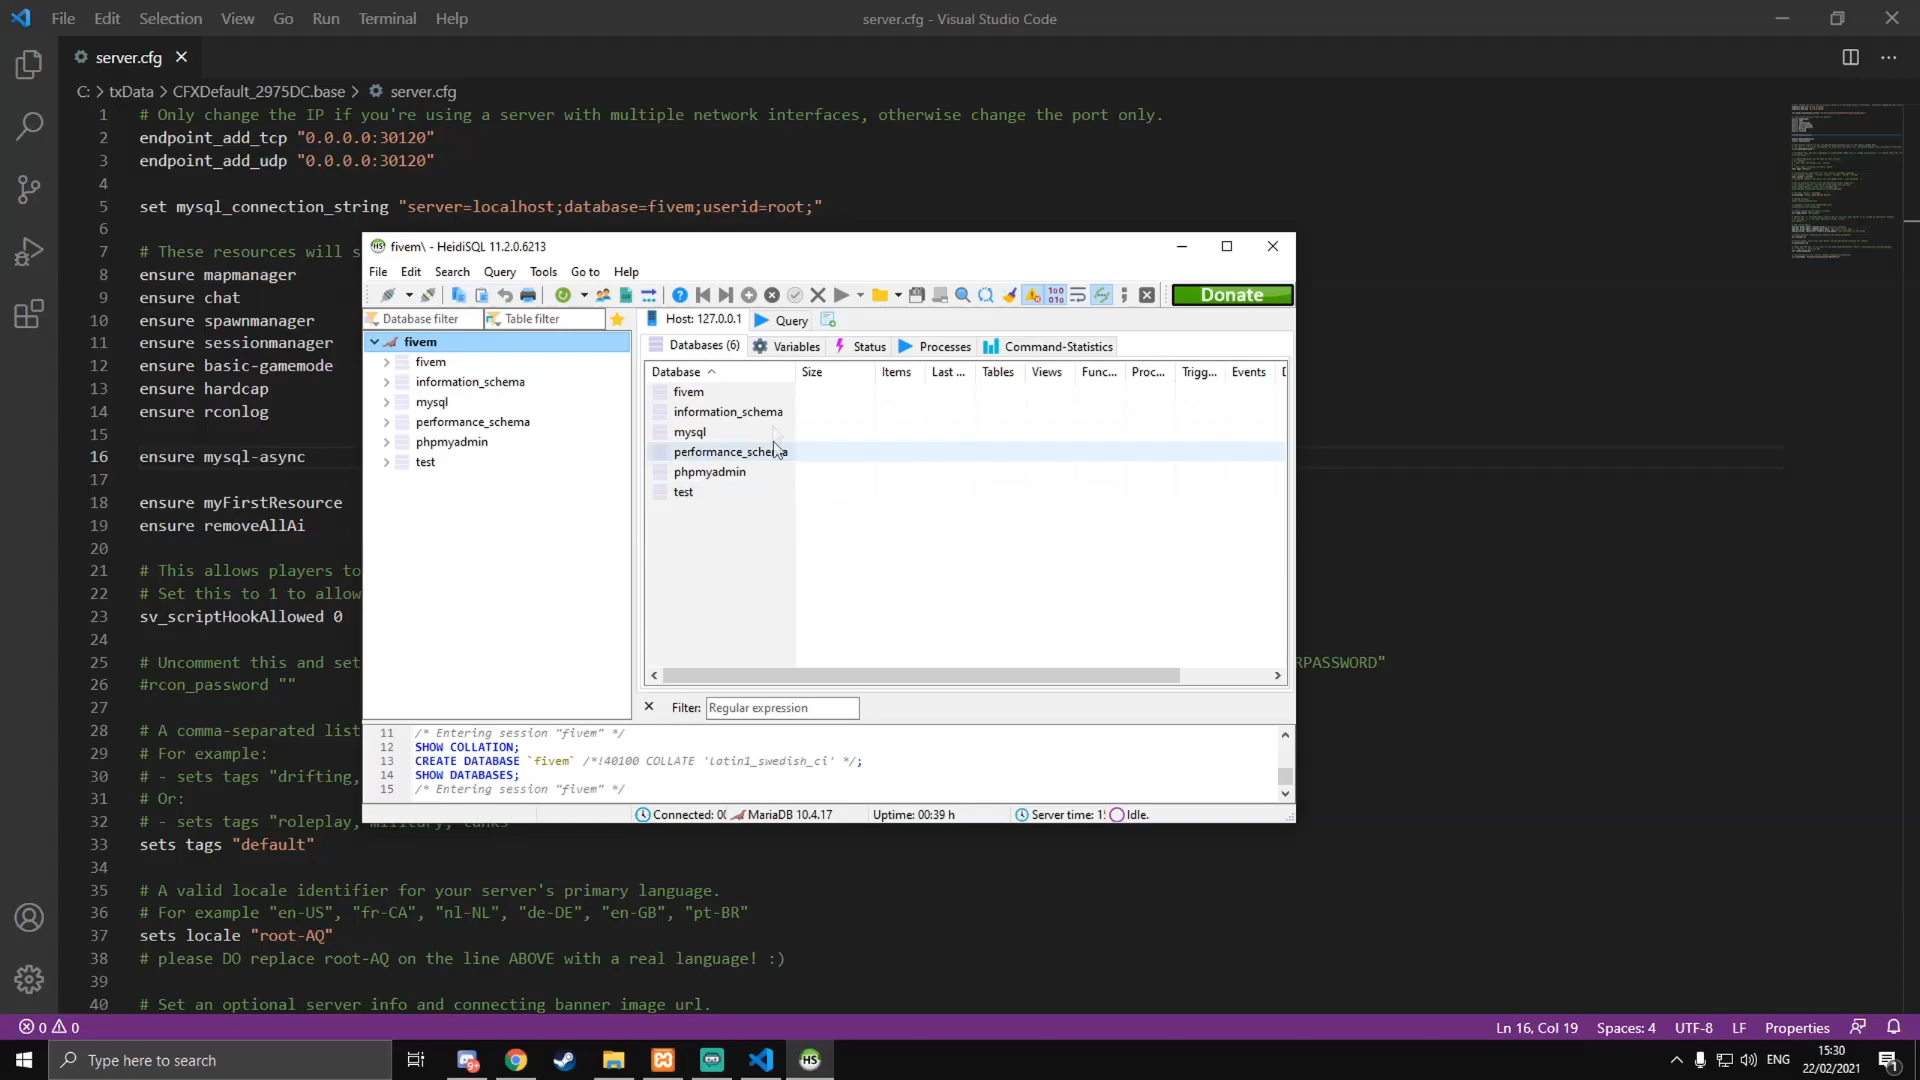 File Edit Selection View Go Run Terminal Help
server.cfg - Visual Studio Code
server.cfg
C: > txData > CFXDefault_2975DC.base > server.cfg
1 # Only change the IP if you're using a server with multiple network interfaces, otherwise change the port only.
2 endpoint_add_tcp "0.0.0.0:30120"
3 endpoint_add_udp "0.0.0.0:30120"
4
5 set mysql_connection_string "server=localhost;database=fivem;userid=root;"
6
7 # These resources will s
8 ensure mapmanager
9 ensure chat
10 ensure spawnmanager
11 ensure sessionmanager
12 ensure basic-gamemode
13 ensure hardcap
14 ensure rconlog
15
16 ensure mysql-async
17
18 ensure myFirstResource
19 ensure removeAllAi
20
21 # This allows players to
22 # Set this to 1 to allow
23 sv_scriptHookAllowed 0
24
25 # Uncomment this and set RPASSWORD"
26 #rcon_password ""
27
28 # A comma-separated list
29 # For example:
30 # - sets tags "drifting,
31 # Or:
32 # - sets tags "roleplay, military, tanks
33 sets tags "default"
34
35 # A valid locale identifier for your server's primary language.
36 # For example "en-US", "fr-CA", "nl-NL", "de-DE", "en-GB", "pt-BR"
37 sets locale "root-AQ"
38 # please DO replace root-AQ on the line ABOVE with a real language! :)
39
40 # Set an optional server info and connecting banner image url.
fivem\ - HeidiSQL 11.2.0.6213
File Edit Search Query Tools Go to Help
Donate
Database filter Table filter
Host: 127.0.0.1 Query
fivem
fivem
information_schema
mysql
performance_schema
phpmyadmin
test
Databases (6) Variables Status Processes Command-Statistics
Database Size Items Last ... Tables Views Func... Proc... Trigg... Events D
fivem
information_schema
mysql
performance_schema
phpmyadmin
test
Filter: Regular expression
11 /* Entering session "fivem" */
12 SHOW COLLATION;
13 CREATE DATABASE `fivem` /*!40100 COLLATE 'latin1_swedish_ci' */;
14 SHOW DATABASES;
15 /* Entering session "fivem" */
Connected: 00 MariaDB 10.4.17 Uptime: 00:39 h Server time: 15 Idle.
0 0
Ln 16, Col 19 Spaces: 4 UTF-8 LF Properties
Type here to search
9+
HS
ENG
15:30
22/02/2021
1